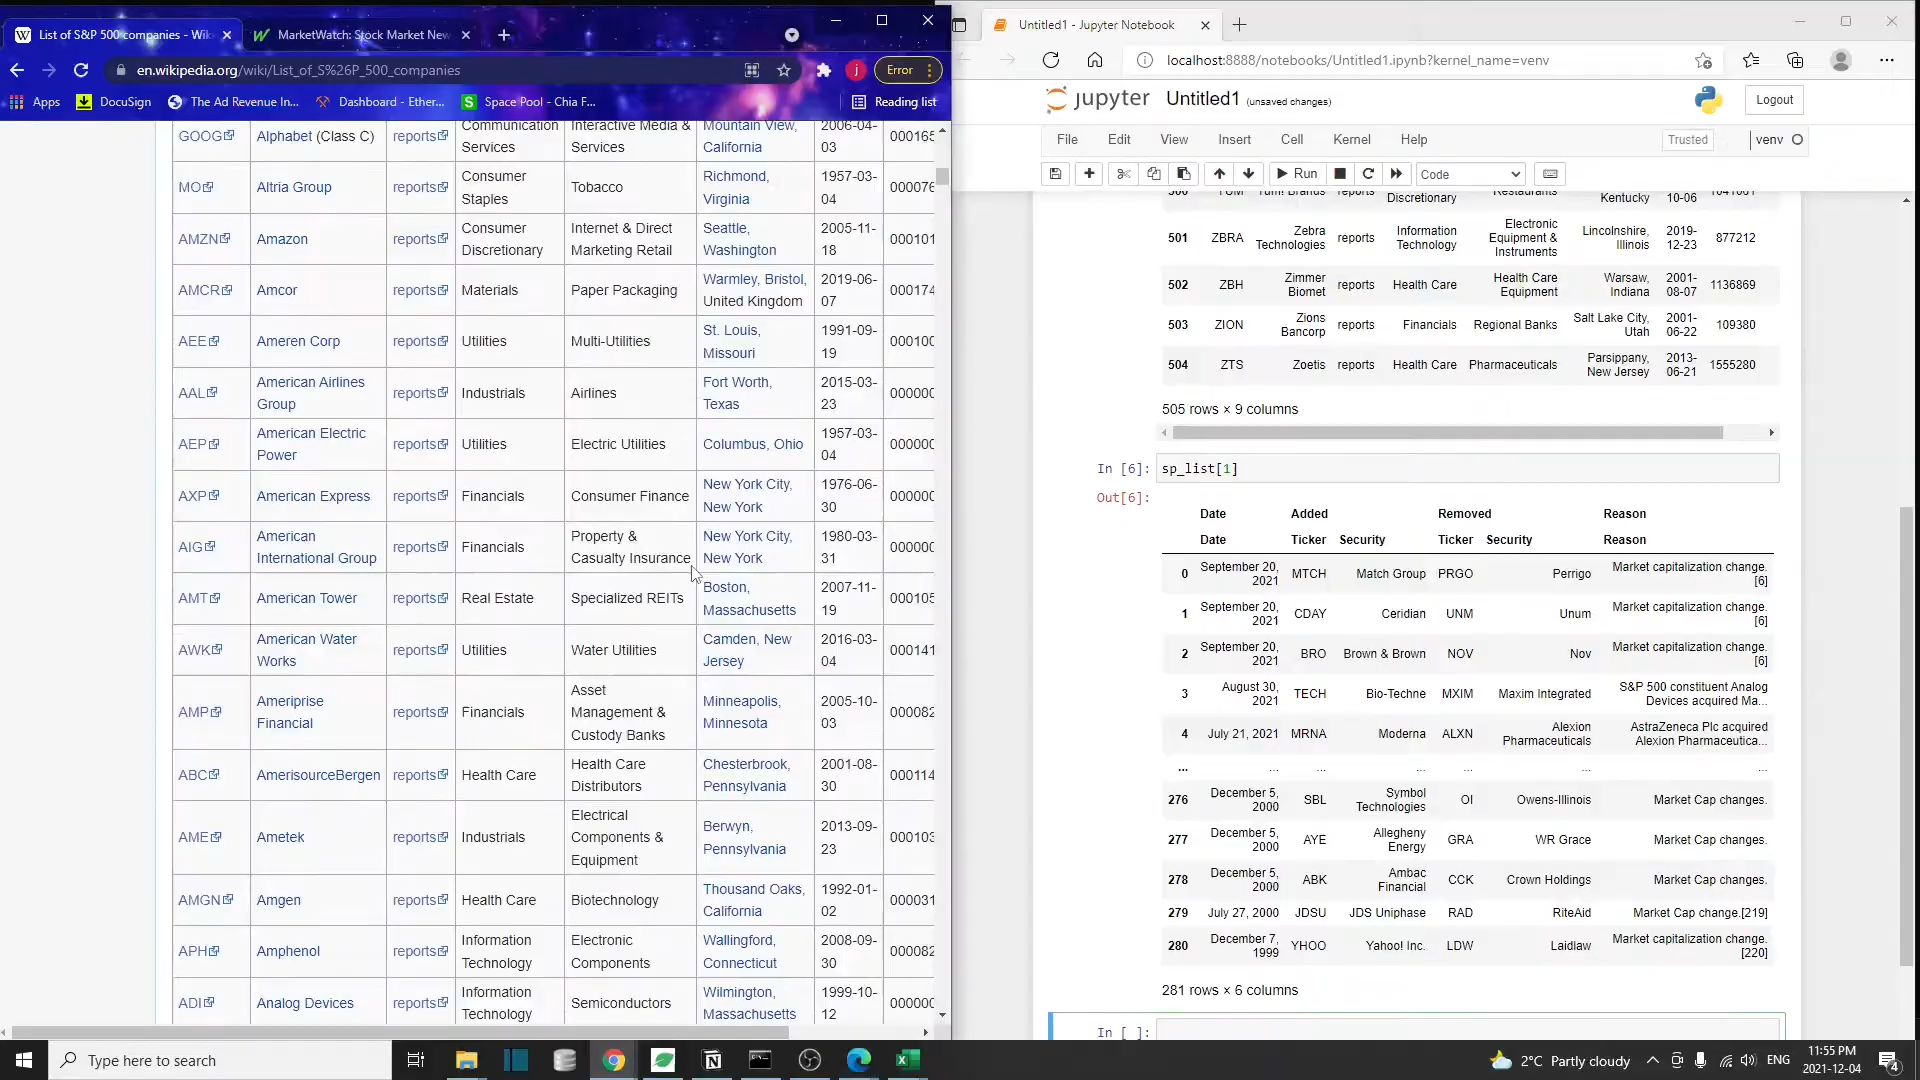 List of S&P 500 companies - Wiki
MarketWatch: Stock Market New
en.wikipedia.org/wiki/List_of_S%26P_500_companies
j
Error
Apps
DocuSign
The Ad Revenue In...
Dashboard - Ether...
Space Pool - Chia F...
Reading list
GOOG Alphabet (Class C) reports Communication Services Interactive Media & Services Mountain View, California 2006-04-03 000165
MO Altria Group reports Consumer Staples Tobacco Richmond, Virginia 1957-03-04 000076
AMZN Amazon reports Consumer Discretionary Internet & Direct Marketing Retail Seattle, Washington 2005-11-18 000101
AMCR Amcor reports Materials Paper Packaging Warmley, Bristol, United Kingdom 2019-06-07 000174
AEE Ameren Corp reports Utilities Multi-Utilities St. Louis, Missouri 1991-09-19 000100
AAL American Airlines Group reports Industrials Airlines Fort Worth, Texas 2015-03-23 000000
AEP American Electric Power reports Utilities Electric Utilities Columbus, Ohio 1957-03-04 000000
AXP American Express reports Financials Consumer Finance New York City, New York 1976-06-30 000000
AIG American International Group reports Financials Property & Casualty Insurance New York City, New York 1980-03-31 000000
AMT American Tower reports Real Estate Specialized REITs Boston, Massachusetts 2007-11-19 000105
AWK American Water Works reports Utilities Water Utilities Camden, New Jersey 2016-03-04 000141
AMP Ameriprise Financial reports Financials Asset Management & Custody Banks Minneapolis, Minnesota 2005-10-03 000082
ABC AmerisourceBergen reports Health Care Health Care Distributors Chesterbrook, Pennsylvania 2001-08-30 000114
AME Ametek reports Industrials Electrical Components & Equipment Berwyn, Pennsylvania 2013-09-23 000103
AMGN Amgen reports Health Care Biotechnology Thousand Oaks, California 1992-01-02 000031
APH Amphenol reports Information Technology Electronic Components Wallingford, Connecticut 2008-09-30 000082
ADI Analog Devices reports Information Technology Semiconductors Wilmington, Massachusetts 1999-10-12 000000
Untitled1 - Jupyter Notebook
localhost:8888/notebooks/Untitled1.ipynb?kernel_name=venv
jupyter Untitled1 (unsaved changes)
Logout
File Edit View Insert Cell Kernel Help
Trusted
venv
Run
Code
Discretionary Kentucky 10-06
501 ZBRA Zebra Technologies reports Information Technology Electronic Equipment & Instruments Lincolnshire, Illinois 2019-12-23 877212
502 ZBH Zimmer Biomet reports Health Care Health Care Equipment Warsaw, Indiana 2001-08-07 1136869
503 ZION Zions Bancorp reports Financials Regional Banks Salt Lake City, Utah 2001-06-22 109380
504 ZTS Zoetis reports Health Care Pharmaceuticals Parsippany, New Jersey 2013-06-21 1555280
505 rows × 9 columns
In [6]: sp_list[1]
Out[6]:
Date Added Removed Reason
Date Ticker Security Ticker Security Reason
0 September 20, 2021 MTCH Match Group PRGO Perrigo Market capitalization change.[6]
1 September 20, 2021 CDAY Ceridian UNM Unum Market capitalization change.[6]
2 September 20, 2021 BRO Brown & Brown NOV Nov Market capitalization change.[6]
3 August 30, 2021 TECH Bio-Techne MXIM Maxim Integrated S&P 500 constituent Analog Devices acquired Ma...
4 July 21, 2021 MRNA Moderna ALXN Alexion Pharmaceuticals AstraZeneca Plc acquired Alexion Pharmaceutica...
... ... ... ... ... ... ...
276 December 5, 2000 SBL Symbol Technologies OI Owens-Illinois Market Cap changes.
277 December 5, 2000 AYE Allegheny Energy GRA WR Grace Market Cap changes.
278 December 5, 2000 ABK Ambac Financial CCK Crown Holdings Market Cap changes.
279 July 27, 2000 JDSU JDS Uniphase RAD RiteAid Market Cap change.[219]
280 December 7, 1999 YHOO Yahoo! Inc. LDW Laidlaw Market capitalization change.[220]
281 rows × 6 columns
In [ ]:
Type here to search
2°C Partly cloudy
ENG
11:55 PM
2021-12-04
4